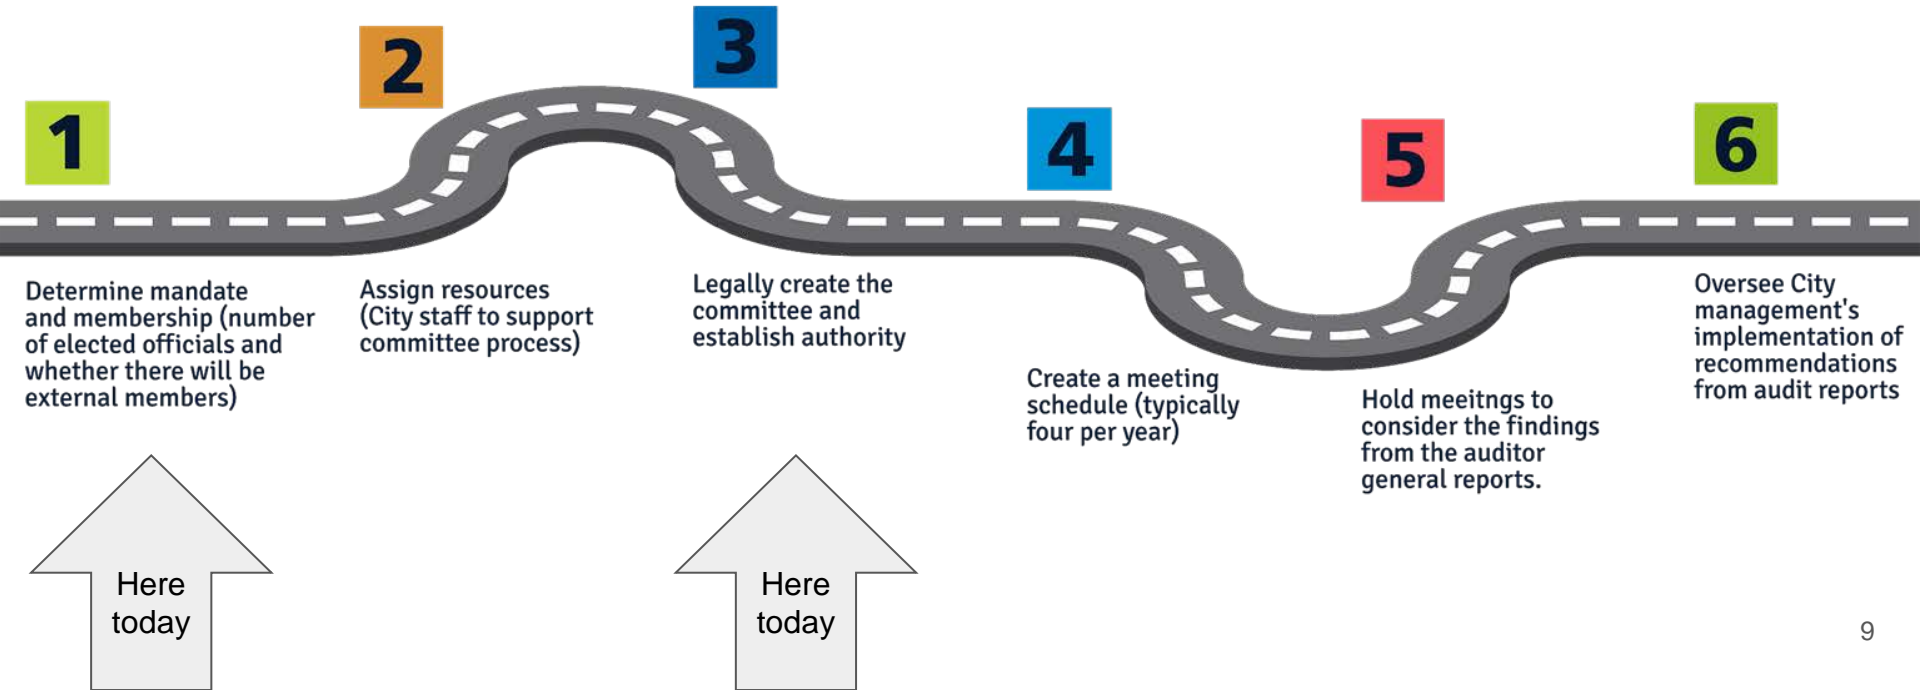 1
Determine mandate
and membership (number
of elected officials and
whether there will be
external members)
2
Assign resources
(City staff to support
committee process)
3
Legally create the
committee and
establish authority
4
Create a meeting
schedule (typically
four per year)
5
Hold meeitngs to
consider the findings
from the auditor
general reports.
6
Oversee City
management's
implementation of
recommendations
from audit reports
Here
today
Here
today
9